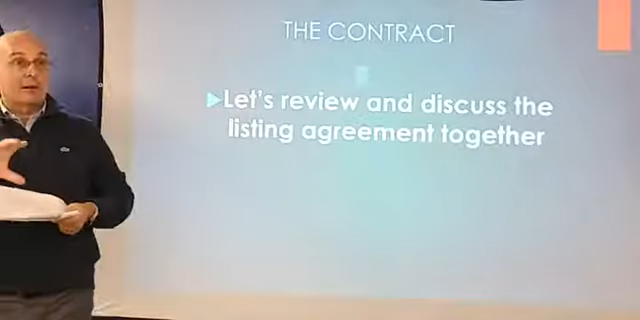 THE CONTRACT
Let's review and discuss the
listing agreement together